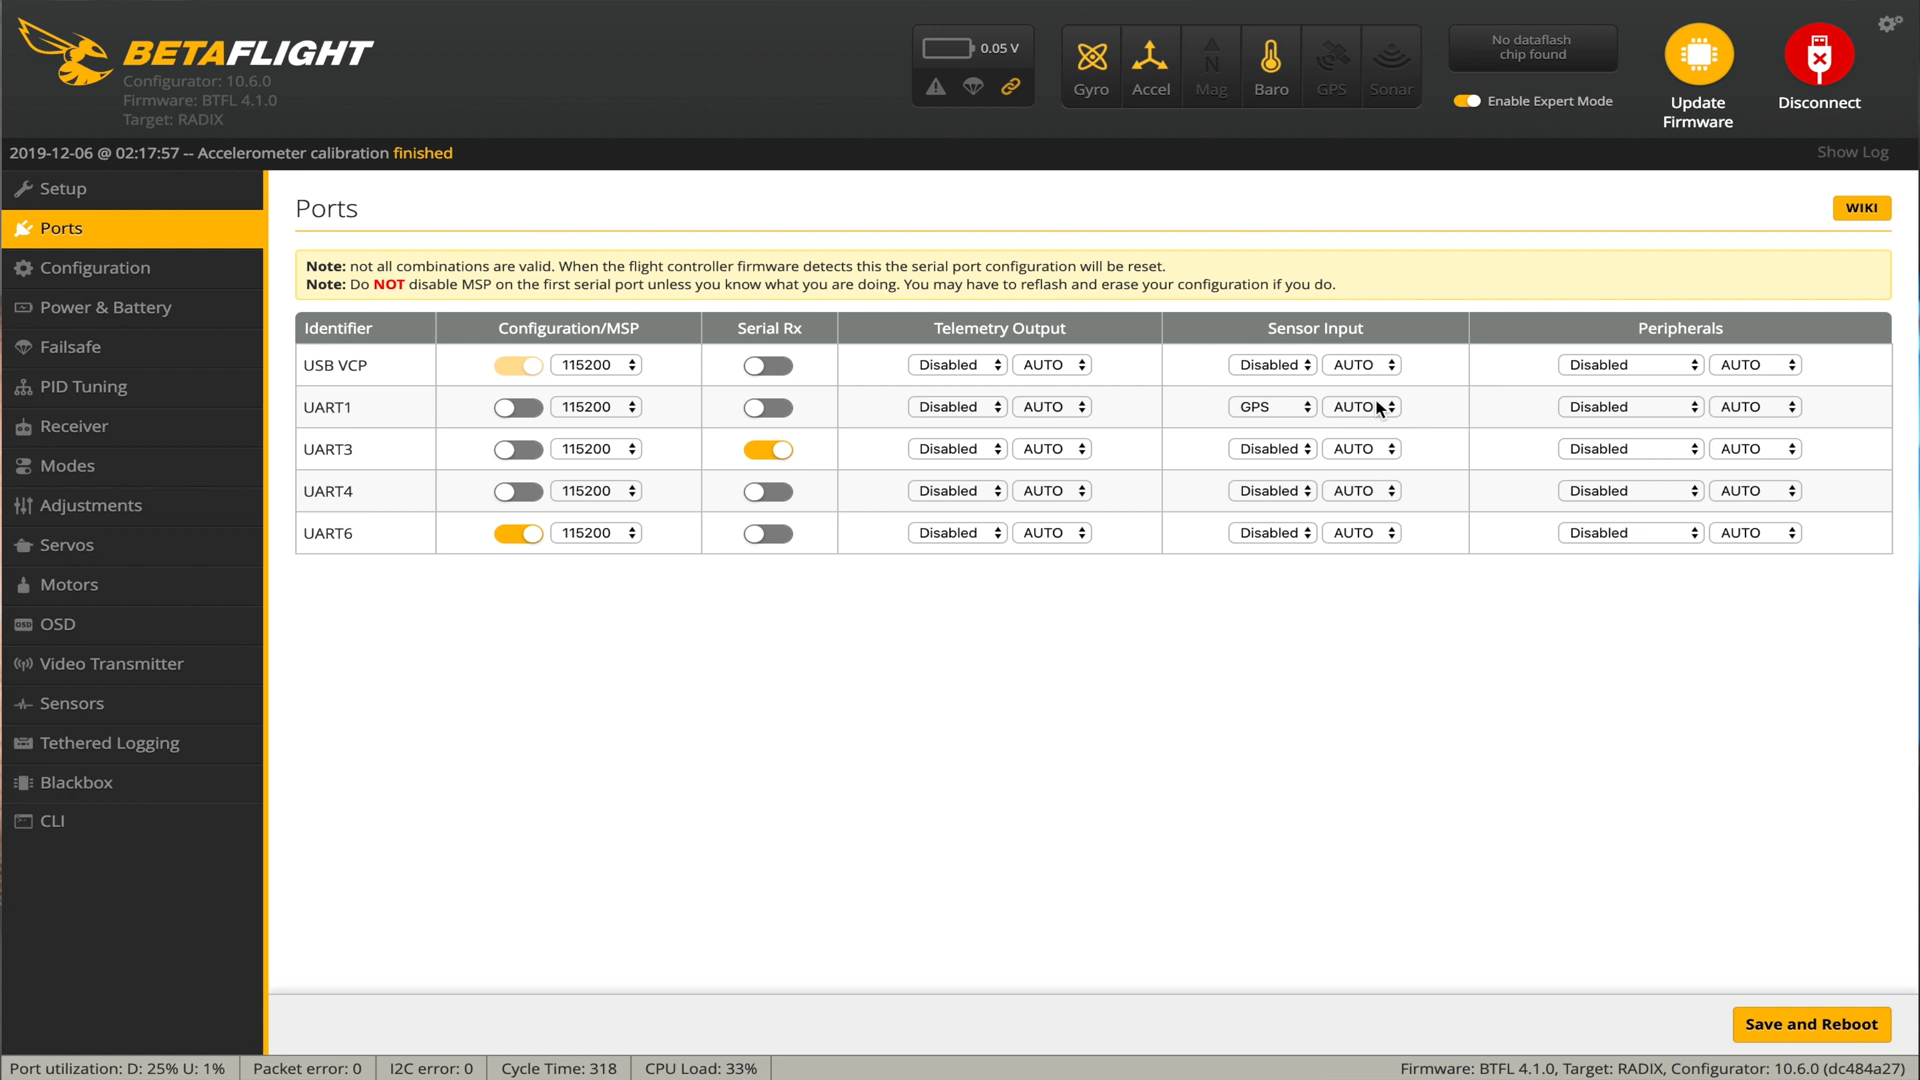 BETAFLIGHT
Configurator: 10.6.0
Firmware: BTFL 4.1.0
Target: RADIX
0.05 V
Gyro
Accel
N
Mag
Baro
GPS
Sonar
No dataflash
chip found
Enable Expert Mode
Update
Firmware
Disconnect
2019-12-06 @ 02:17:57 -- Accelerometer calibration finished
Show Log
Setup
Ports
Configuration
Power & Battery
Failsafe
PID Tuning
Receiver
Modes
Adjustments
Servos
Motors
OSD OSD
Video Transmitter
Sensors
Tethered Logging
Blackbox
CLI
Ports
WIKI
Note: not all combinations are valid. When the flight controller firmware detects this the serial port configuration will be reset.
Note: Do NOT disable MSP on the first serial port unless you know what you are doing. You may have to reflash and erase your configuration if you do.
Identifier Configuration/MSP Serial Rx Telemetry Output Sensor Input Peripherals
USB VCP 115200 Disabled AUTO Disabled AUTO Disabled AUTO
UART1 115200 Disabled AUTO GPS AUTO Disabled AUTO
UART3 115200 Disabled AUTO Disabled AUTO Disabled AUTO
UART4 115200 Disabled AUTO Disabled AUTO Disabled AUTO
UART6 115200 Disabled AUTO Disabled AUTO Disabled AUTO
Save and Reboot
Port utilization: D: 25% U: 1% Packet error: 0 I2C error: 0 Cycle Time: 318 CPU Load: 33% Firmware: BTFL 4.1.0, Target: RADIX, Configurator: 10.6.0 (dc484a27)